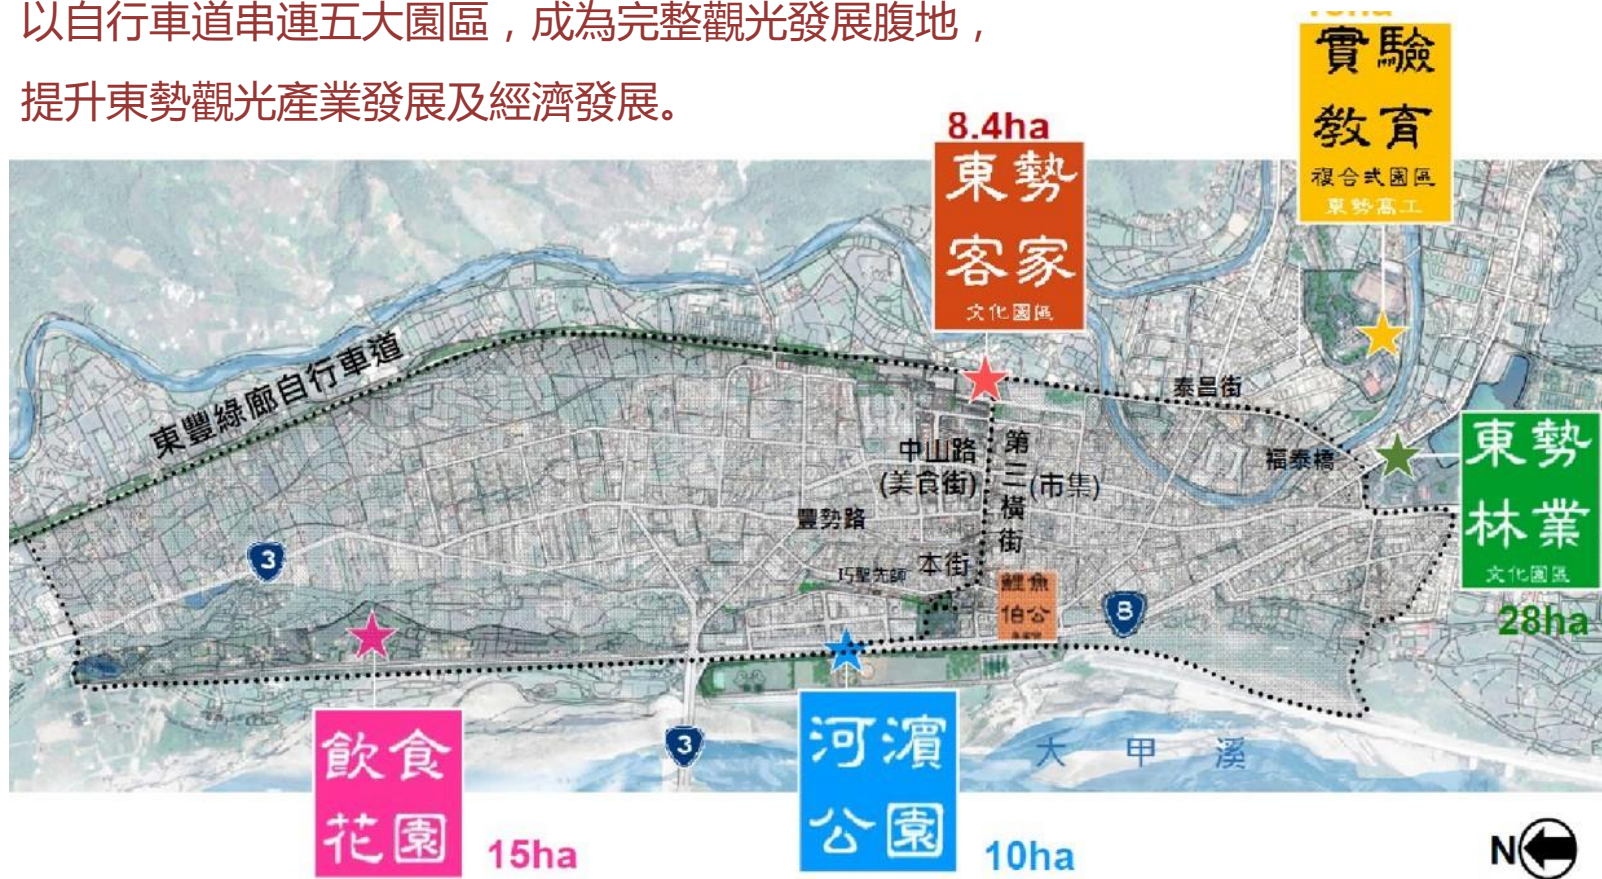 以自行車道串連五大園區，成為完整觀光發展腹地，
提升東勢觀光產業發展及經濟發展。
實驗
教育
複合式園區
東勢高工
8.4ha
東勢
客家
文化園區
東豐綠廊自行車道
泰昌街
中山路
(美食街)
第三橫街
(市集)
福泰橋
東勢
林業
文化園區
28ha
豐勢路
本街
巧聖先師
3
鯉魚
伯公
8
3
飲食
花園
15ha
河濱
公園
10ha
大甲溪
N